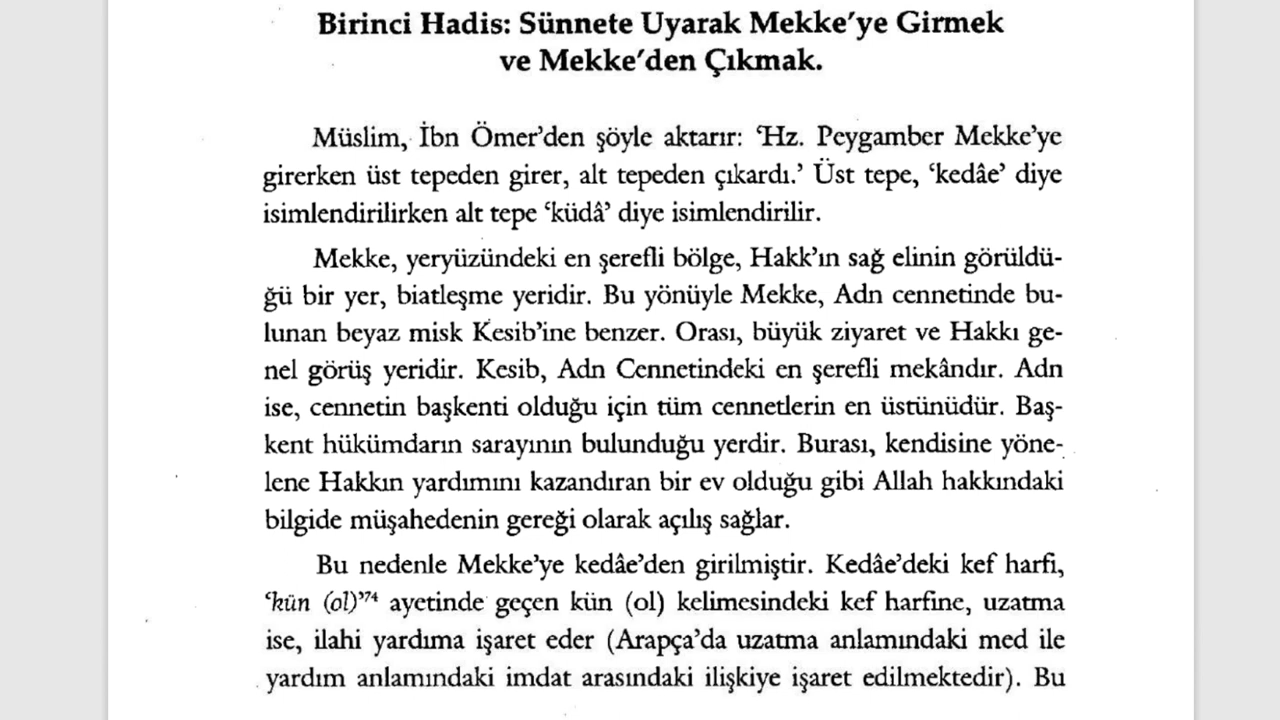 Birinci Hadis: Sünnete Uyarak Mekke'ye Girmek
ve Mekke'den Çıkmak.
Müslim, İbn Ömer'den şöyle aktarır: 'Hz. Peygamber Mekke'ye
girerken üst tepeden girer, alt tepeden çıkardı.' Üst tepe, 'kedâe' diye
isimlendirilirken alt tepe 'küdâ' diye isimlendirilir.
Mekke, yeryüzündeki en şerefli bölge, Hakk'ın sağ elinin görüldü-
ğü bir yer, biatleşme yeridir. Bu yönüyle Mekke, Adn cennetinde bu-
lunan beyaz misk Kesib'ine benzer. Orası, büyük ziyaret ve Hakkı ge-
nel görüş yeridir. Kesib, Adn Cennetindeki en şerefli mekândır. Adn
ise, cennetin başkenti olduğu için tüm cennetlerin en üstünüdür. Baş-
kent hükümdarın sarayının bulunduğu yerdir. Burası, kendisine yöne-
lene Hakkın yardımını kazandıran bir ev olduğu gibi Allah hakkındaki
bilgide müşahedenin gereği olarak açılış sağlar.
Bu nedenle Mekke'ye kedâe'den girilmiştir. Kedâe'deki kef harfi,
'kün (ol)'⁷⁴ ayetinde geçen kün (ol) kelimesindeki kef harfine, uzatma
ise, ilahi yardıma işaret eder (Arapça'da uzatma anlamındaki med ile
yardım anlamındaki imdat arasındaki ilişkiye işaret edilmektedir). Bu